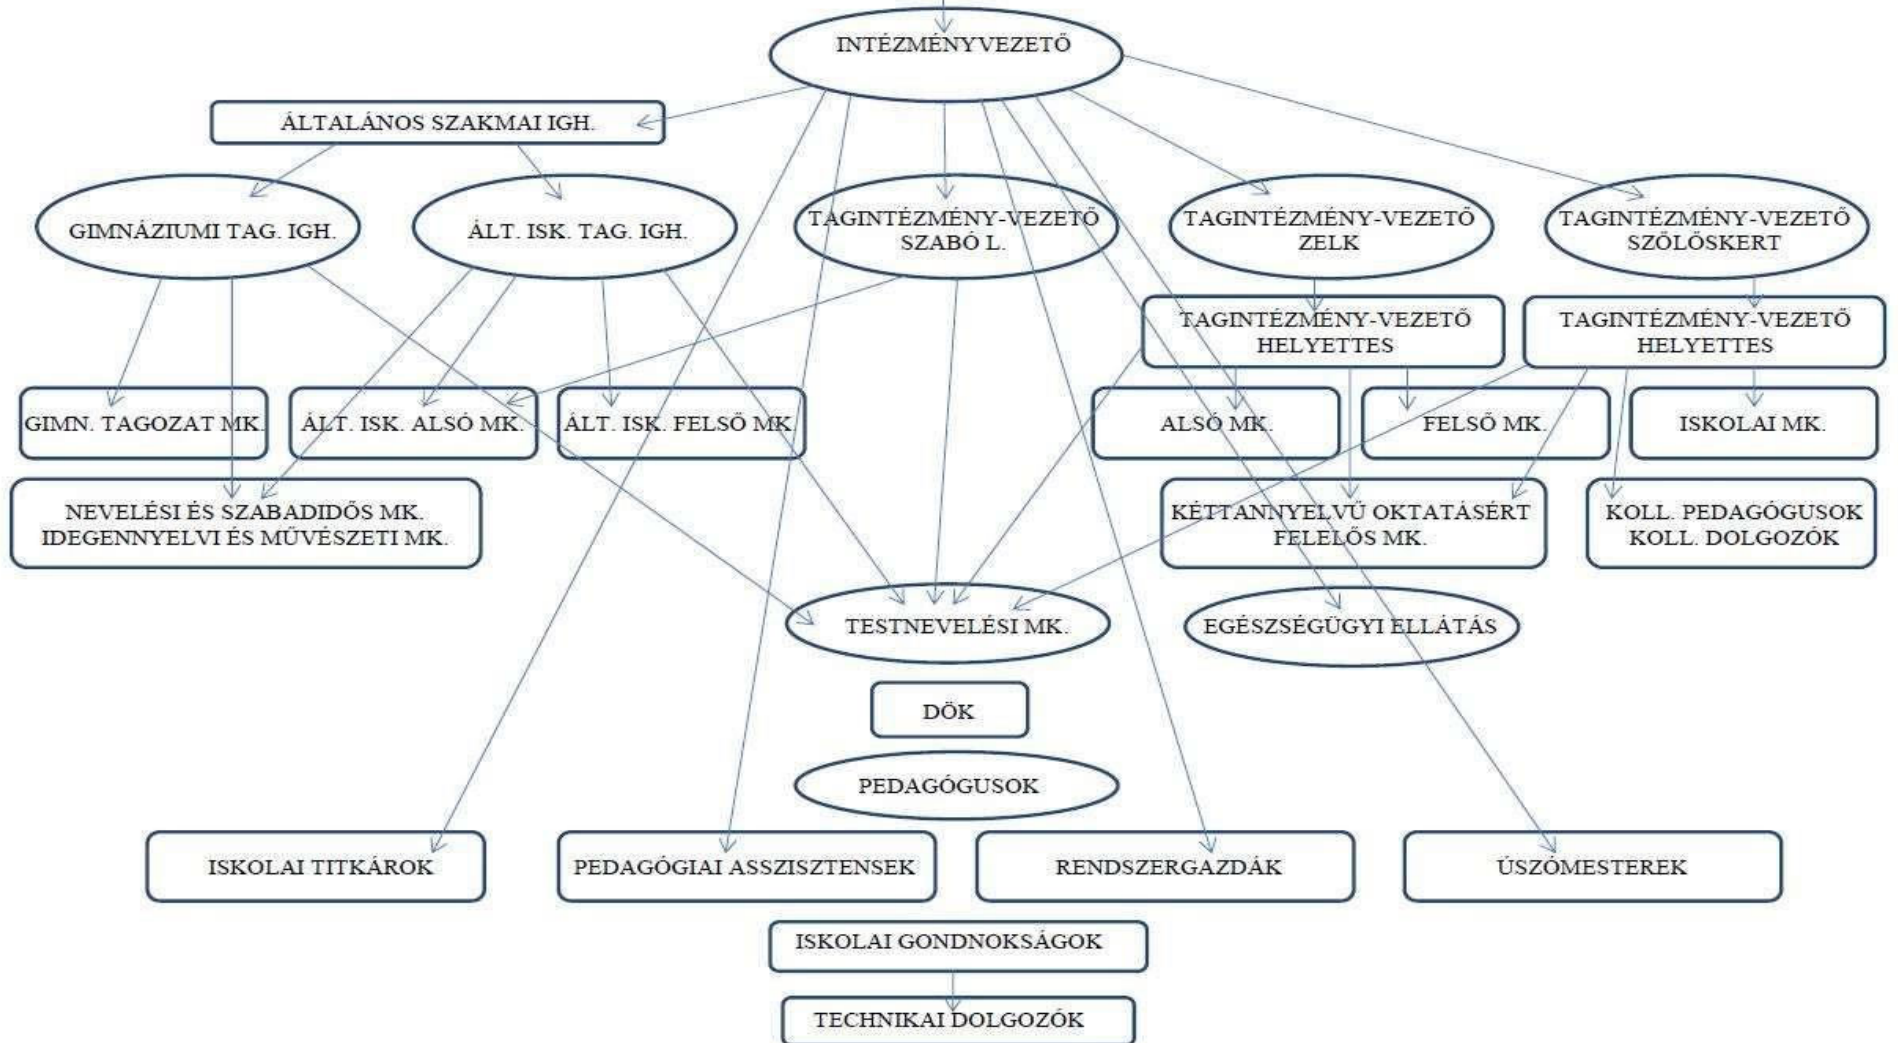 INTÉZMÉNYVEZETŐ
ÁLTALÁNOS SZAKMAI IGH.
GIMNÁZIUMI TAG. IGH.
ÁLT. ISK. TAG. IGH.
TAGINTÉZMÉNY-VEZETŐ
SZABÓ L.
TAGINTÉZMÉNY-VEZETŐ
ZELK
TAGINTÉZMÉNY-VEZETŐ
SZŐLŐSKERT
TAGINTÉZMÉNY-VEZETŐ
HELYETTES
TAGINTÉZMÉNY-VEZETŐ
HELYETTES
GIMN. TAGOZAT MK.
ÁLT. ISK. ALSÓ MK.
ÁLT. ISK. FELSŐ MK.
ALSÓ MK.
FELSŐ MK.
ISKOLAI MK.
NEVELÉSI ÉS SZABADIDŐS MK.
IDEGENNYELVI ÉS MŰVÉSZETI MK.
KÉTTANNYELVŰ OKTATÁSÉRT
FELELŐS MK.
KOLL. PEDAGÓGUSOK
KOLL. DOLGOZÓK
TESTNEVELÉSI MK.
EGÉSZSÉGÜGYI ELLÁTÁS
DÖK
PEDAGÓGUSOK
ISKOLAI TITKÁROK
PEDAGÓGIAI ASSZISZTENSEK
RENDSZERGAZDÁK
ÚSZÓMESTEREK
ISKOLAI GONDNOKSÁGOK
TECHNIKAI DOLGOZÓK